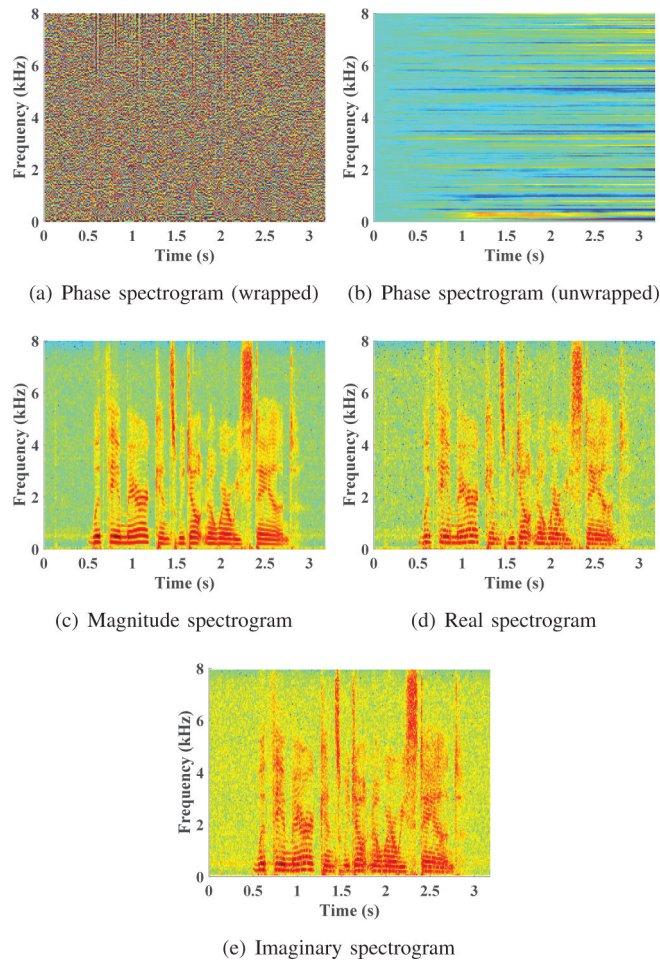 8
6
4
2
0
Frequency (kHz)
0 0.5 1 1.5 2 2.5 3
Time (s)
(a) Phase spectrogram (wrapped)
8
6
4
2
0
Frequency (kHz)
0 0.5 1 1.5 2 2.5 3
Time (s)
(b) Phase spectrogram (unwrapped)
8
6
4
2
0
Frequency (kHz)
0 0.5 1 1.5 2 2.5 3
Time (s)
(c) Magnitude spectrogram
8
6
4
2
0
Frequency (kHz)
0 0.5 1 1.5 2 2.5 3
Time (s)
(d) Real spectrogram
8
6
4
2
0
Frequency (kHz)
0 0.5 1 1.5 2 2.5 3
Time (s)
(e) Imaginary spectrogram